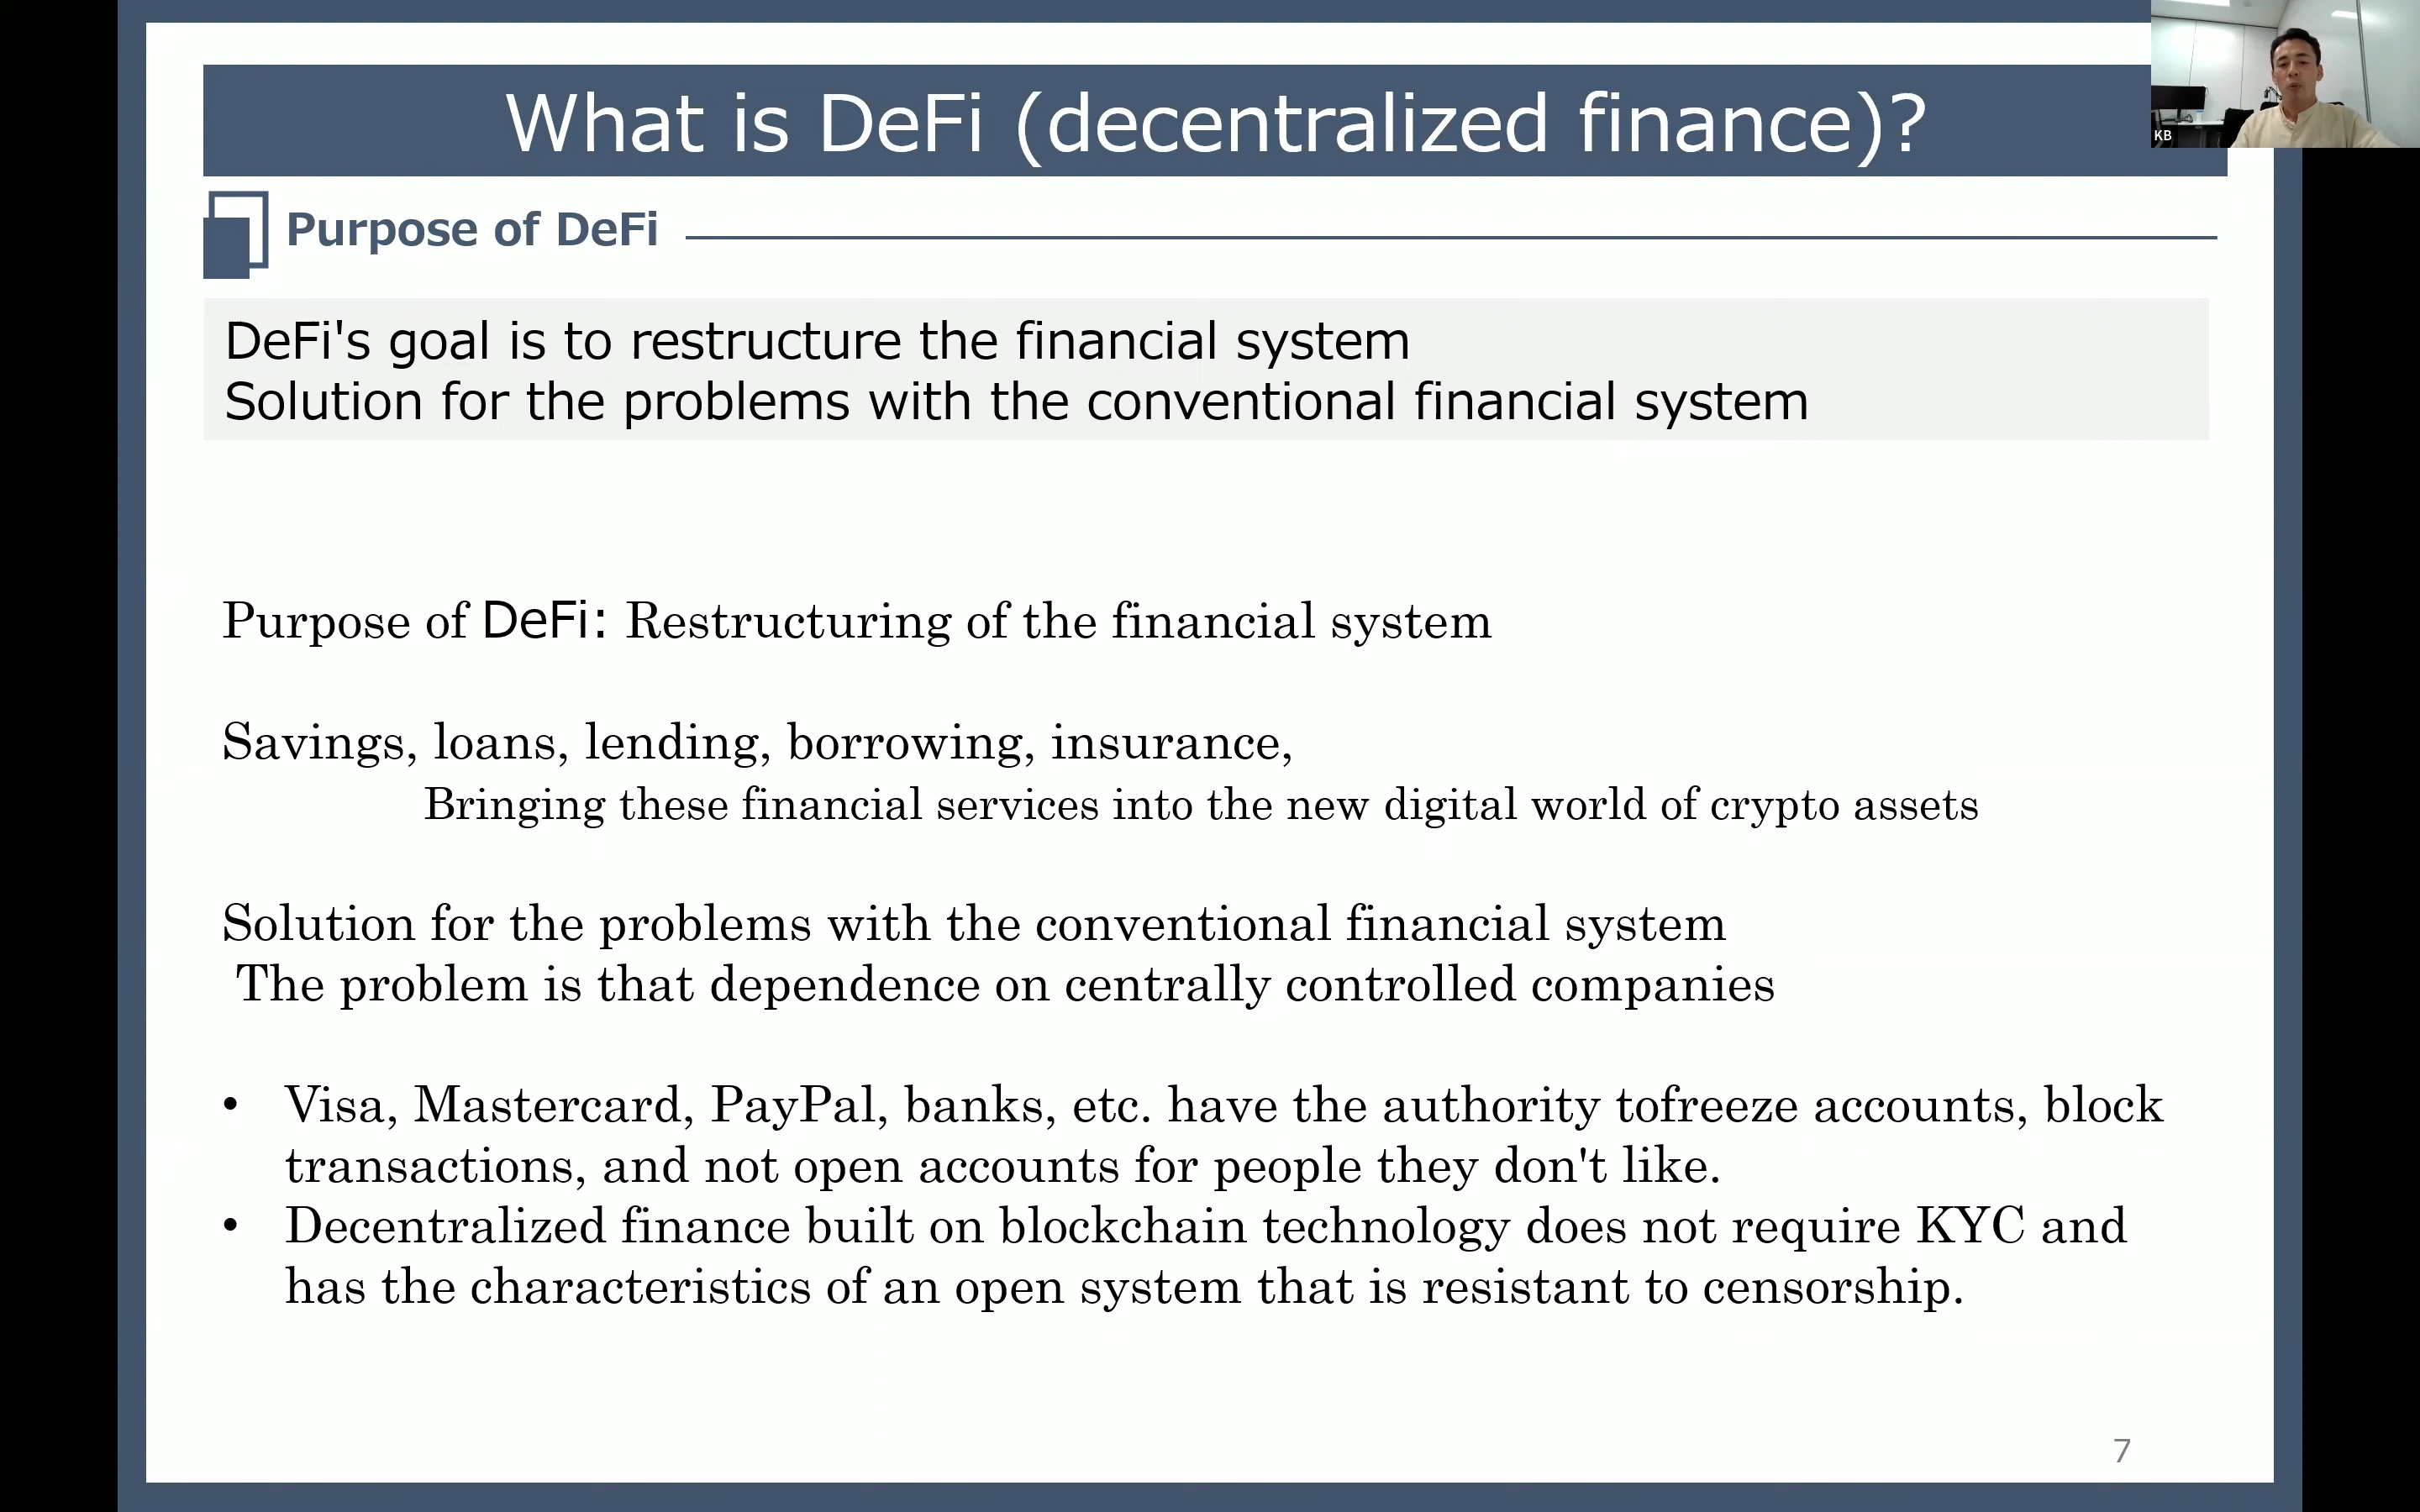 What is DeFi (decentralized finance)?
KB
Purpose of DeFi
DeFi's goal is to restructure the financial system
Solution for the problems with the conventional financial system
Purpose of DeFi: Restructuring of the financial system
Savings, loans, lending, borrowing, insurance,
Bringing these financial services into the new digital world of crypto assets
Solution for the problems with the conventional financial system
The problem is that dependence on centrally controlled companies
• Visa, Mastercard, PayPal, banks, etc. have the authority tofreeze accounts, block
transactions, and not open accounts for people they don't like.
• Decentralized finance built on blockchain technology does not require KYC and
has the characteristics of an open system that is resistant to censorship.
7